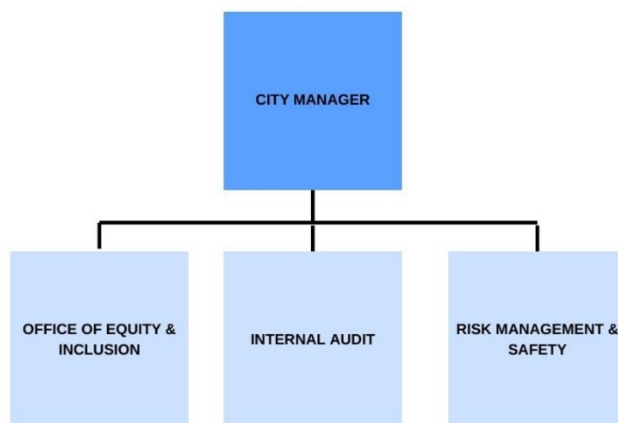 CITY MANAGER
OFFICE OF EQUITY &
INCLUSION
INTERNAL AUDIT
RISK MANAGEMENT &
SAFETY